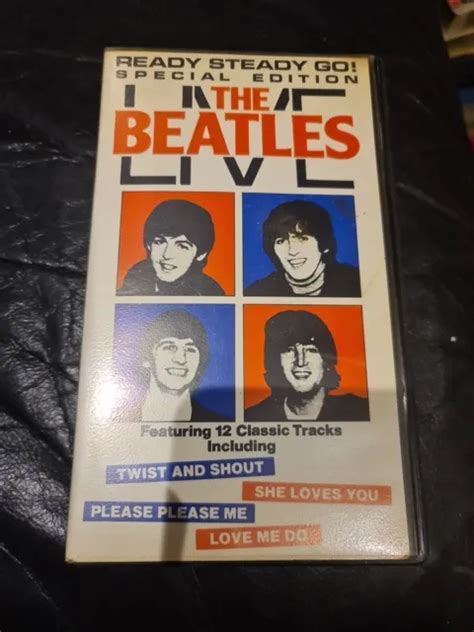 READY STEADY GO!
SPECIAL EDITION
THE
BEATLES
LIVE
Featuring 12 Classic Tracks
Including
TWIST AND SHOUT
SHE LOVES YOU
PLEASE PLEASE ME
LOVE ME DO